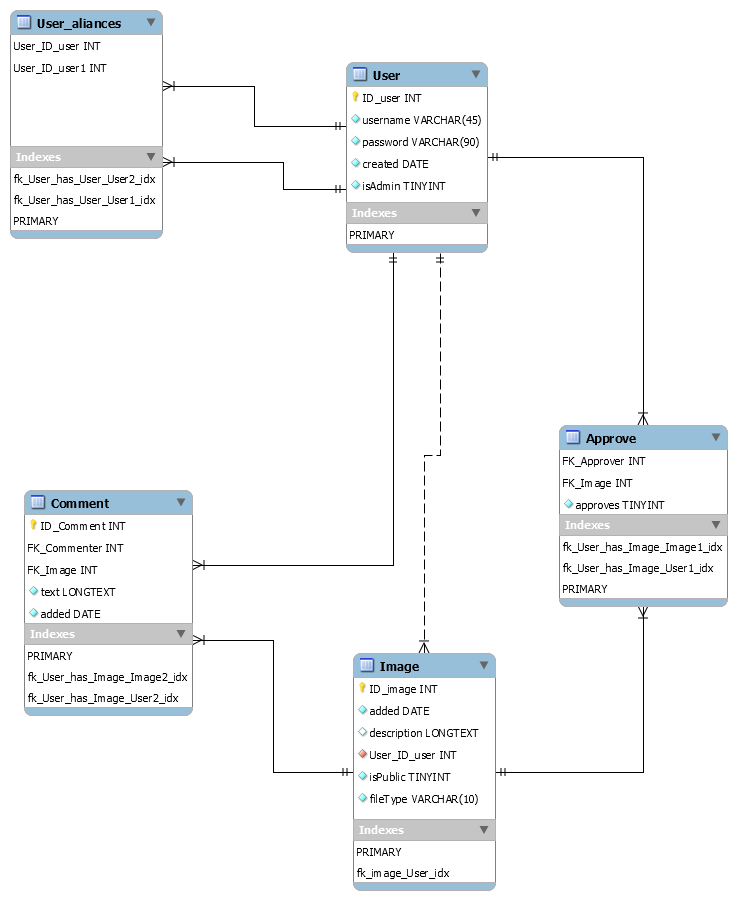 User_aliances
User_ID_user INT
User_ID_user1 INT
Indexes
fk_User_has_User_User2_idx
fk_User_has_User_User1_idx
PRIMARY
User
ID_user INT
username VARCHAR(45)
password VARCHAR(90)
created DATE
isAdmin TINYINT
Indexes
PRIMARY
Approve
FK_Approver INT
FK_Image INT
approves TINYINT
Indexes
fk_User_has_Image_Image1_idx
fk_User_has_Image_User1_idx
PRIMARY
Comment
ID_Comment INT
FK_Commenter INT
FK_Image INT
text LONGTEXT
added DATE
Indexes
PRIMARY
fk_User_has_Image_Image2_idx
fk_User_has_Image_User2_idx
Image
ID_image INT
added DATE
description LONGTEXT
User_ID_user INT
isPublic TINYINT
fileType VARCHAR(10)
Indexes
PRIMARY
fk_image_User_idx